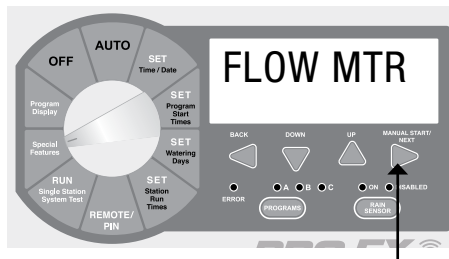 OFF
AUTO
SET
Time / Date
SET
Program
Start
Times
SET
Watering
Days
SET
Station
Run
Times
REMOTE/
PIN
RUN
Single Station
System Test
Special
Features
Program
Display
FLOW MTR
BACK
DOWN
UP
MANUAL START/
NEXT
ERROR
A
B
C
PROGRAMS
ON
DISABLED
RAIN
SENSOR